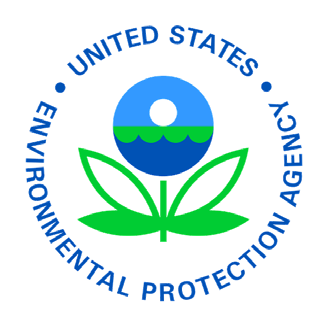 UNITED STATES
• ENVIRONMENTAL PROTECTION AGENCY •